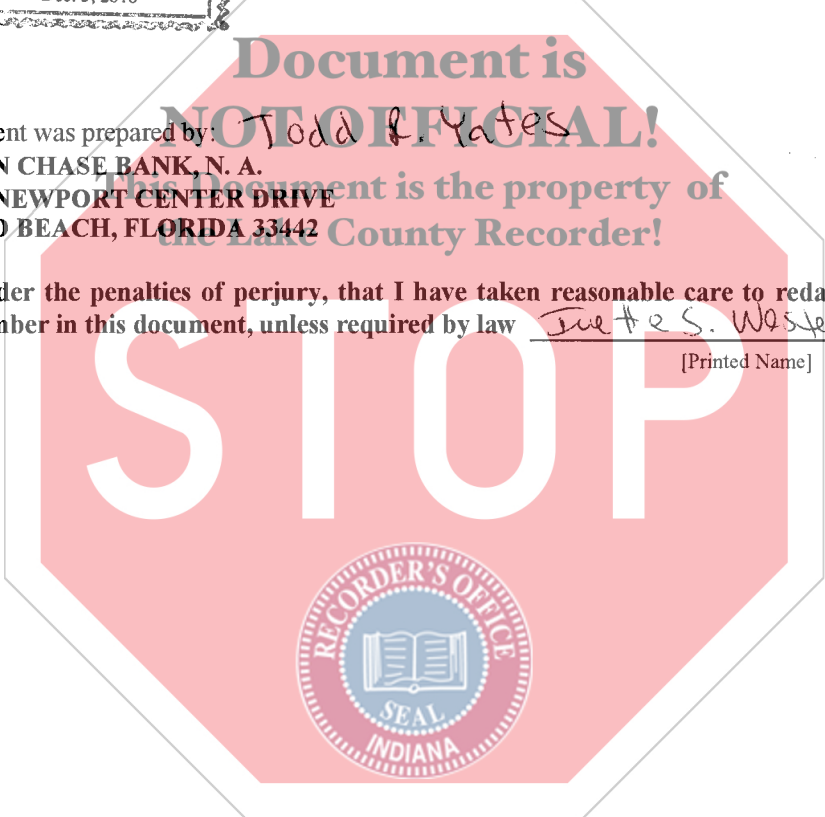 Document is
NOT OFFICIAL!
ent was prepared by: Todd R. Yates
N CHASE BANK, N. A.
This Document is the property of
NEWPORT CENTER DRIVE
BEACH, FLORIDA 33442
the Lake County Recorder!
der the penalties of perjury, that I have taken reasonable care to reda
mber in this document, unless required by law S. Weste
[Printed Name]
STOP
RECORDER'S OFFICE
SEAL
INDIANA